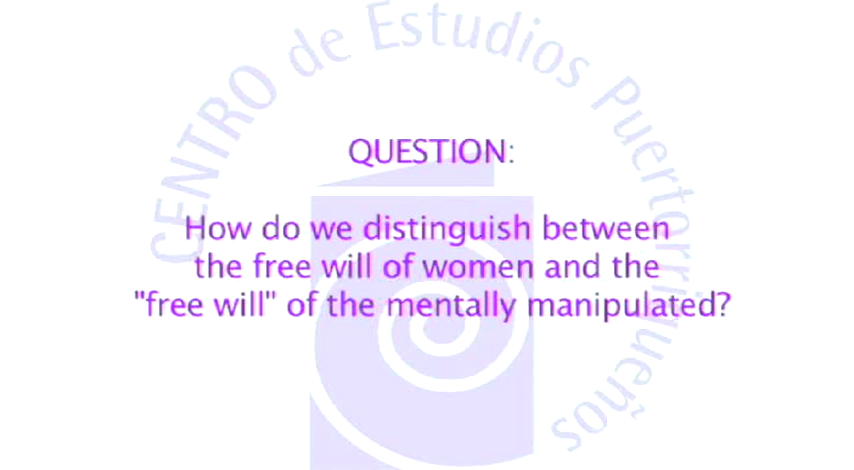 CENTRO de Estudios Puertorriqueños
QUESTION:
How do we distinguish between
the free will of women and the
"free will" of the mentally manipulated?